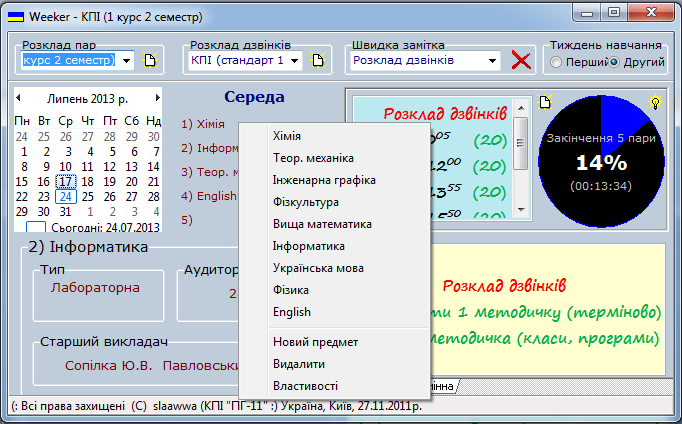 Weeker - КПІ (1 курс 2 семестр)
Розклад пар
курс 2 семестр)
Розклад дзвінків
КПІ (стандарт 1
Швидка замітка
Розклад дзвінків
Тиждень навчання
Перший
Другий
Липень 2013 р.
Пн Вт Ср Чт Пт Сб Нд
24 25 26 27 28 29 30
1 2 3 4 5 6 7
8 9 10 11 12 13 14
15 16 17 18 19 20 21
22 23 24 25 26 27 28
29 30 31 1 2 3 4
Сьогодні: 24.07.2013
Середа
1) Хімія
2) Інформ
3) Теор. м
4) English
5)
Хімія
Теор. механіка
Інженарна графіка
Фізкультура
Вища математика
Інформатика
Українська мова
Фізика
English
Новий предмет
Видалити
Властивості
Розклад дзвінків
05 (20)
12 00 (20)
13 55 (20)
50 (20)
Закінчення 5 пари
14%
(00:13:34)
2) Інформатика
Тип
Лабораторна
Аудитор
2
Старший викладач
Сопілка Ю.В. Павловськи
Розклад дзвінків
ти 1 методичку (терміново)
методичка (класи, програми)
мінна
(: Всі права захищені (C) slaawwa (КПІ "ПГ-11" :) Україна, Київ, 27.11.2011р.